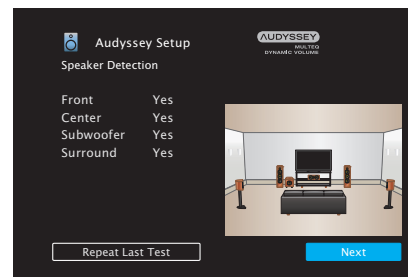 Audyssey Setup
AUDYSSEY
MULTEQ
DYNAMIC VOLUME
Speaker Detection
Front Yes
Center Yes
Subwoofer Yes
Surround Yes
Repeat Last Test
Next